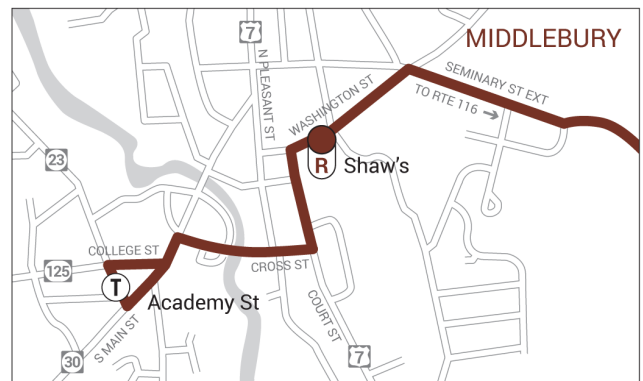 MIDDLEBURY
7
N PLEASANT ST
WASHINGTON ST
SEMINARY ST EXT
TO RTE 116
R
Shaw's
23
COLLEGE ST
125
T
Academy St
CROSS ST
COURT ST
S MAIN ST
30
7